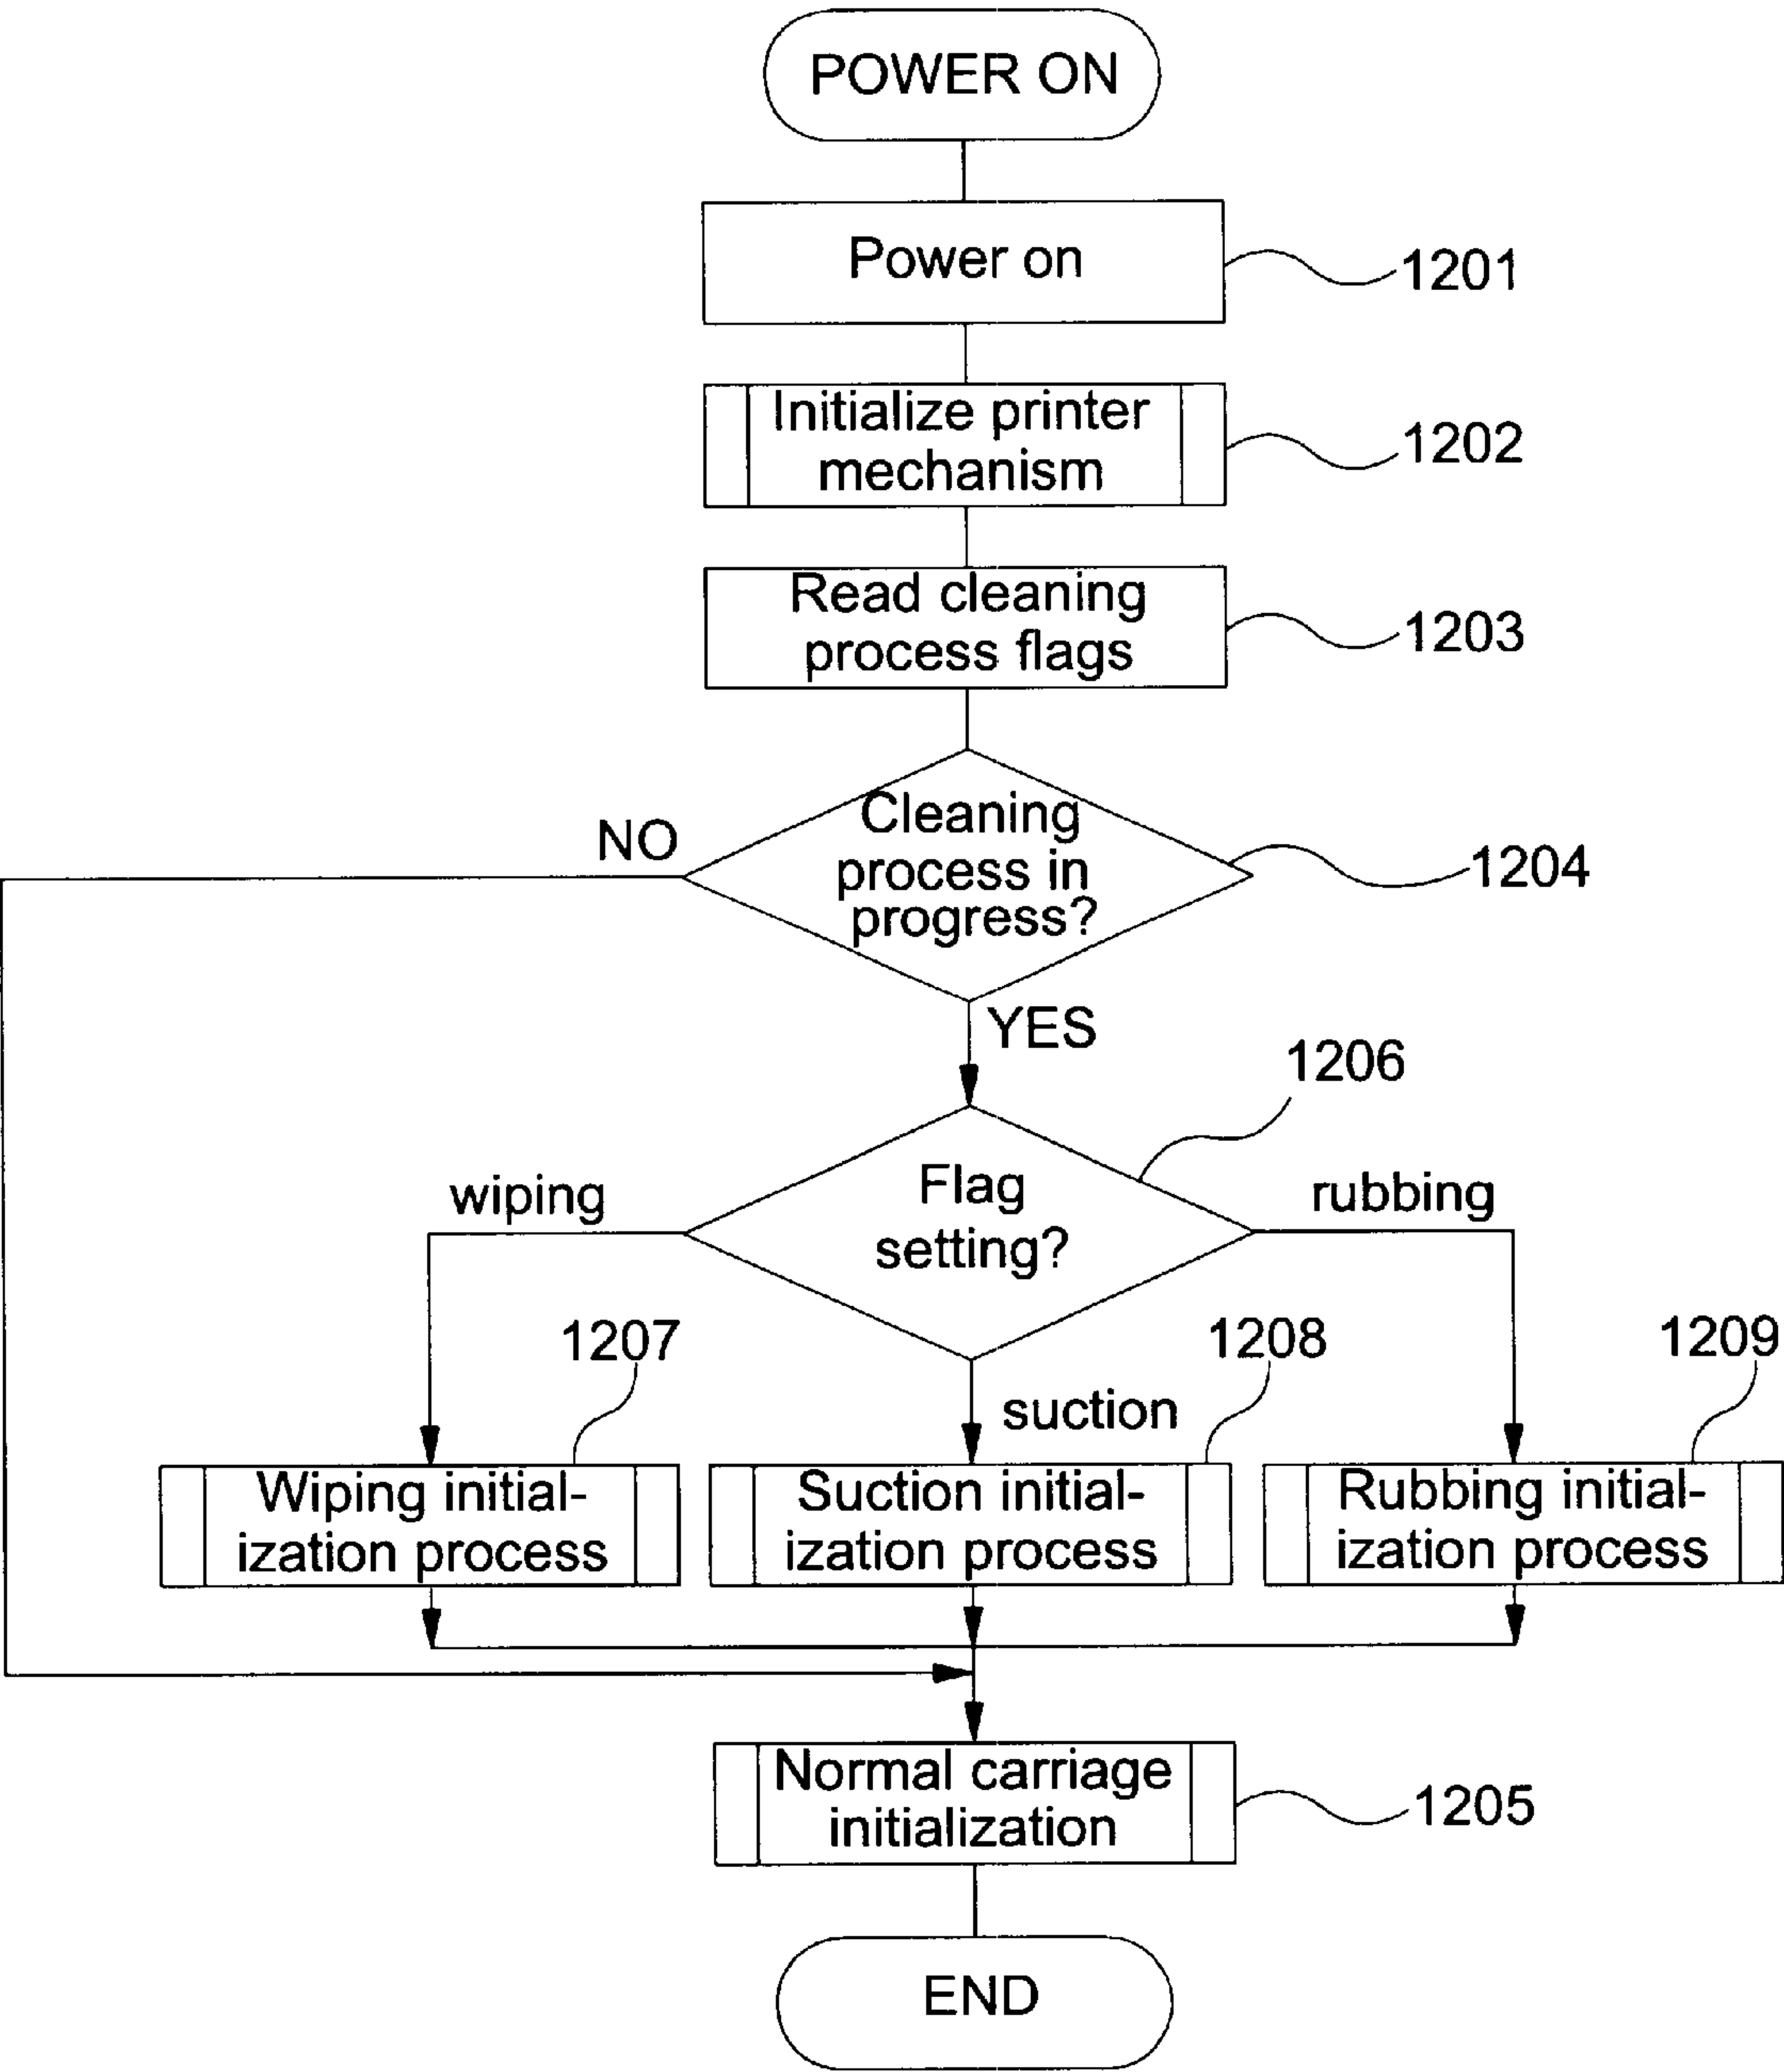 POWER ON
Power on
1201
Initialize printer
mechanism
1202
Read cleaning
process flags
1203
Cleaning
process in
progress?
NO
1204
YES
1206
Flag
setting?
wiping
rubbing
suction
1207
1208
1209
Wiping initial-
ization process
Suction initial-
ization process
Rubbing initial-
ization process
Normal carriage
initialization
1205
END